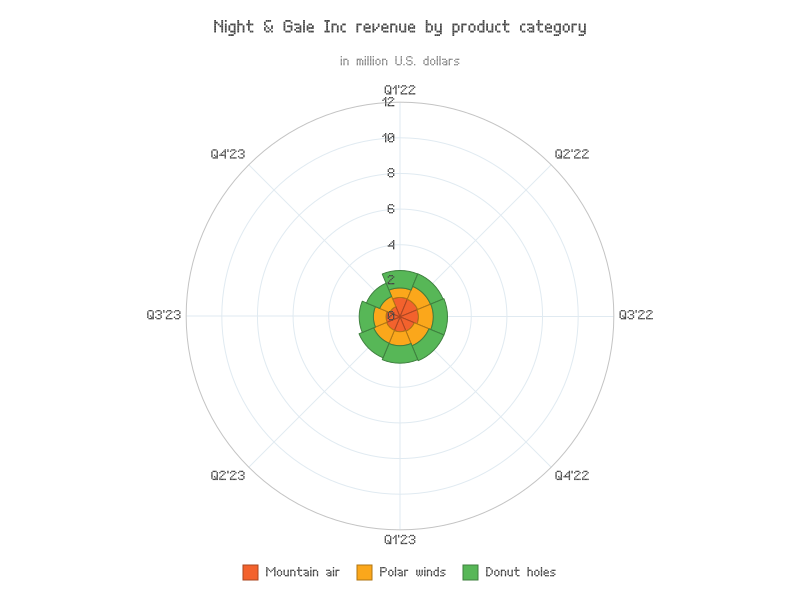 Night & Gale Inc revenue by product category
in million U.S. dollars
Q1'22
12
10
8
6
4
2
0
Q4'23
Q2'22
Q3'23
Q3'22
Q2'23
Q4'22
Q1'23
Mountain air
Polar winds
Donut holes